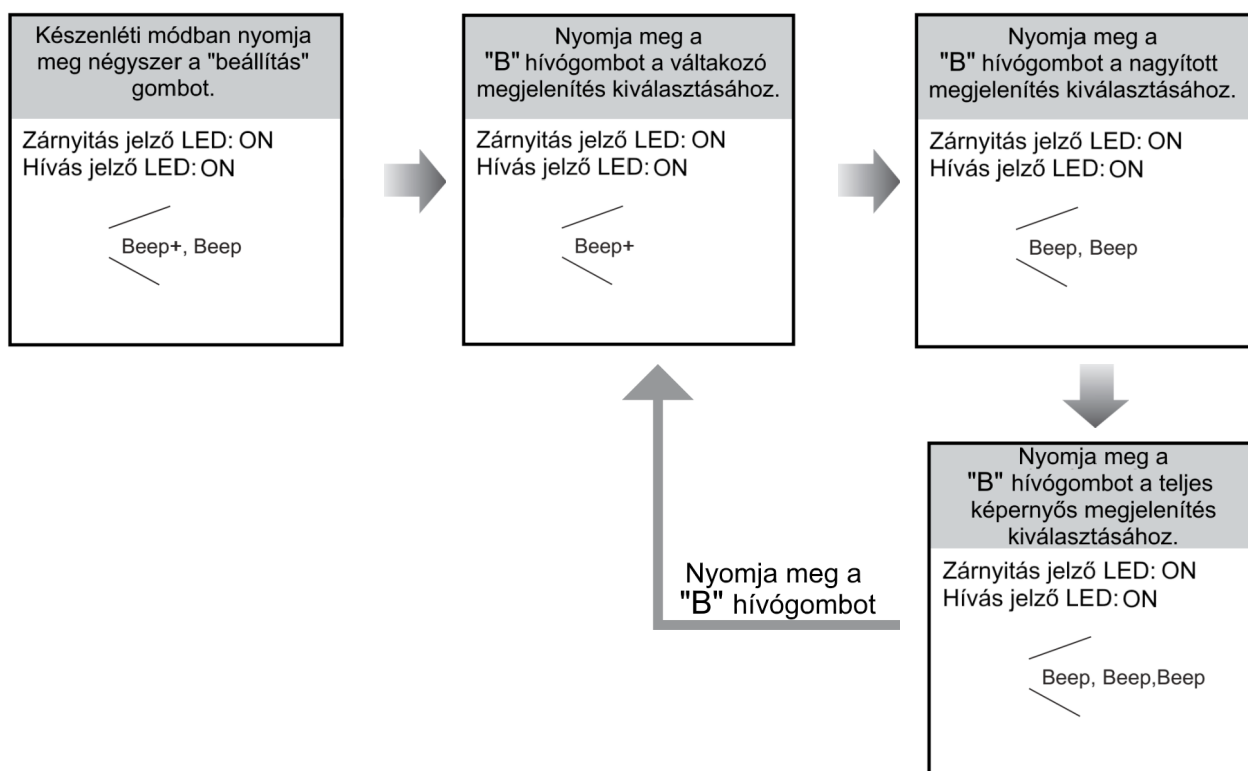 Készenléti módban nyomja
meg négyszer a "beállítás"
gombot.
Zárnyitás jelző LED: ON
Hívás jelző LED: ON
Beep+, Beep
Nyomja meg a
"B" hívógombot a váltakozó
megjelenítés kiválasztásához.
Zárnyitás jelző LED: ON
Hívás jelző LED: ON
Beep+
Nyomja meg a
"B" hívógombot a nagyított
megjelenítés kiválasztásához.
Zárnyitás jelző LED: ON
Hívás jelző LED: ON
Beep, Beep
Nyomja meg a
"B" hívógombot a teljes
képernyős megjelenítés
kiválasztásához.
Zárnyitás jelző LED: ON
Hívás jelző LED: ON
Beep, Beep,Beep
Nyomja meg a
"B" hívógombot